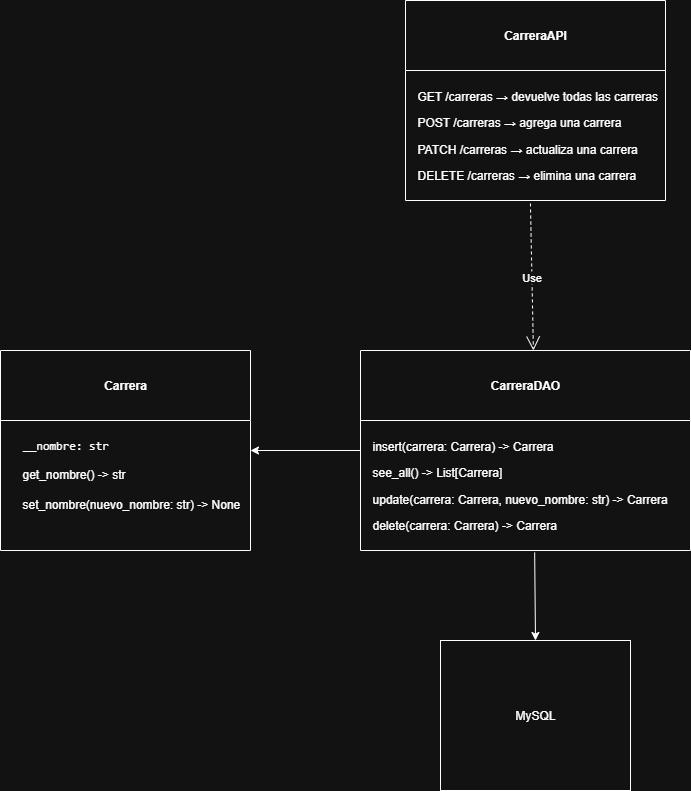 CarreraAPI
GET /carreras → devuelve todas las carreras
POST /carreras → agrega una carrera
PATCH /carreras → actualiza una carrera
DELETE /carreras → elimina una carrera
Use
Carrera
__nombre: str
get_nombre() -> str
set_nombre(nuevo_nombre: str) -> None
CarreraDAO
insert(carrera: Carrera) -> Carrera
see_all() -> List[Carrera]
update(carrera: Carrera, nuevo_nombre: str) -> Carrera
delete(carrera: Carrera) -> Carrera
MySQL